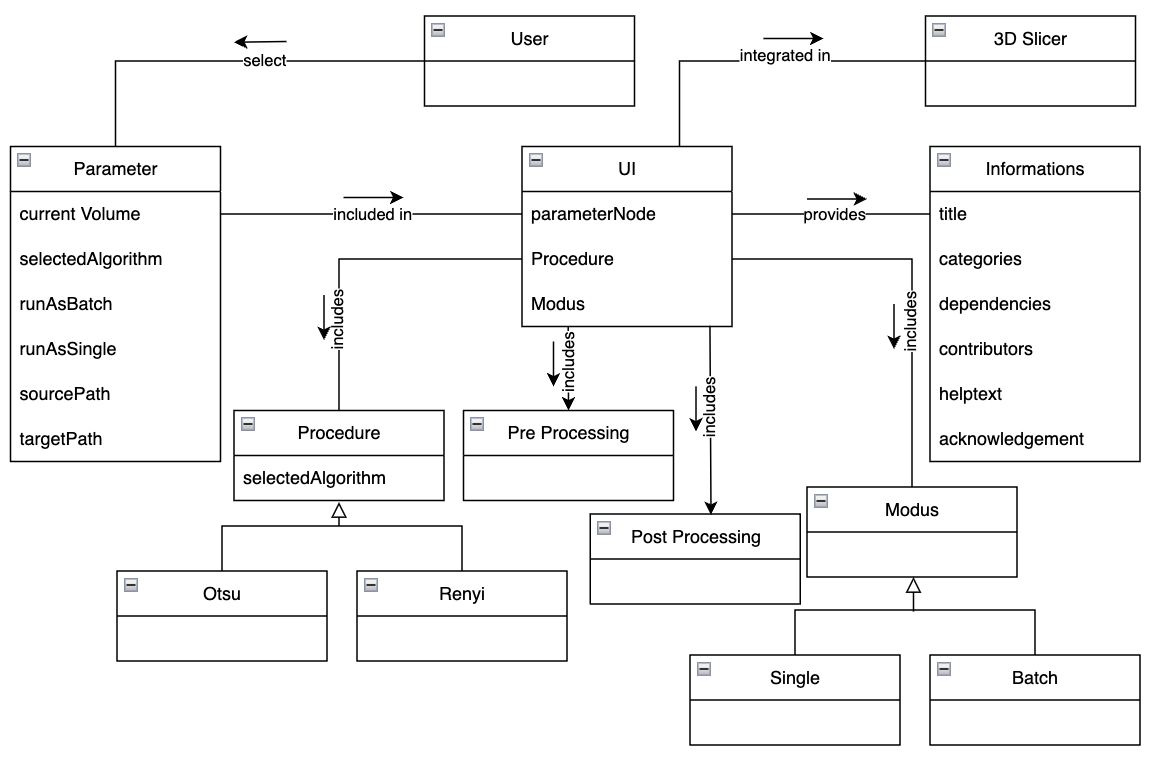 User
3D Slicer
select
integrated in
Parameter
current Volume
selectedAlgorithm
runAsBatch
runAsSingle
sourcePath
targetPath
included in
UI
parameterNode
Procedure
Modus
provides
Informations
title
categories
dependencies
contributors
helptext
acknowledgement
includes
includes
includes
includes
Procedure
selectedAlgorithm
Pre Processing
Post Processing
Modus
Otsu
Renyi
Single
Batch